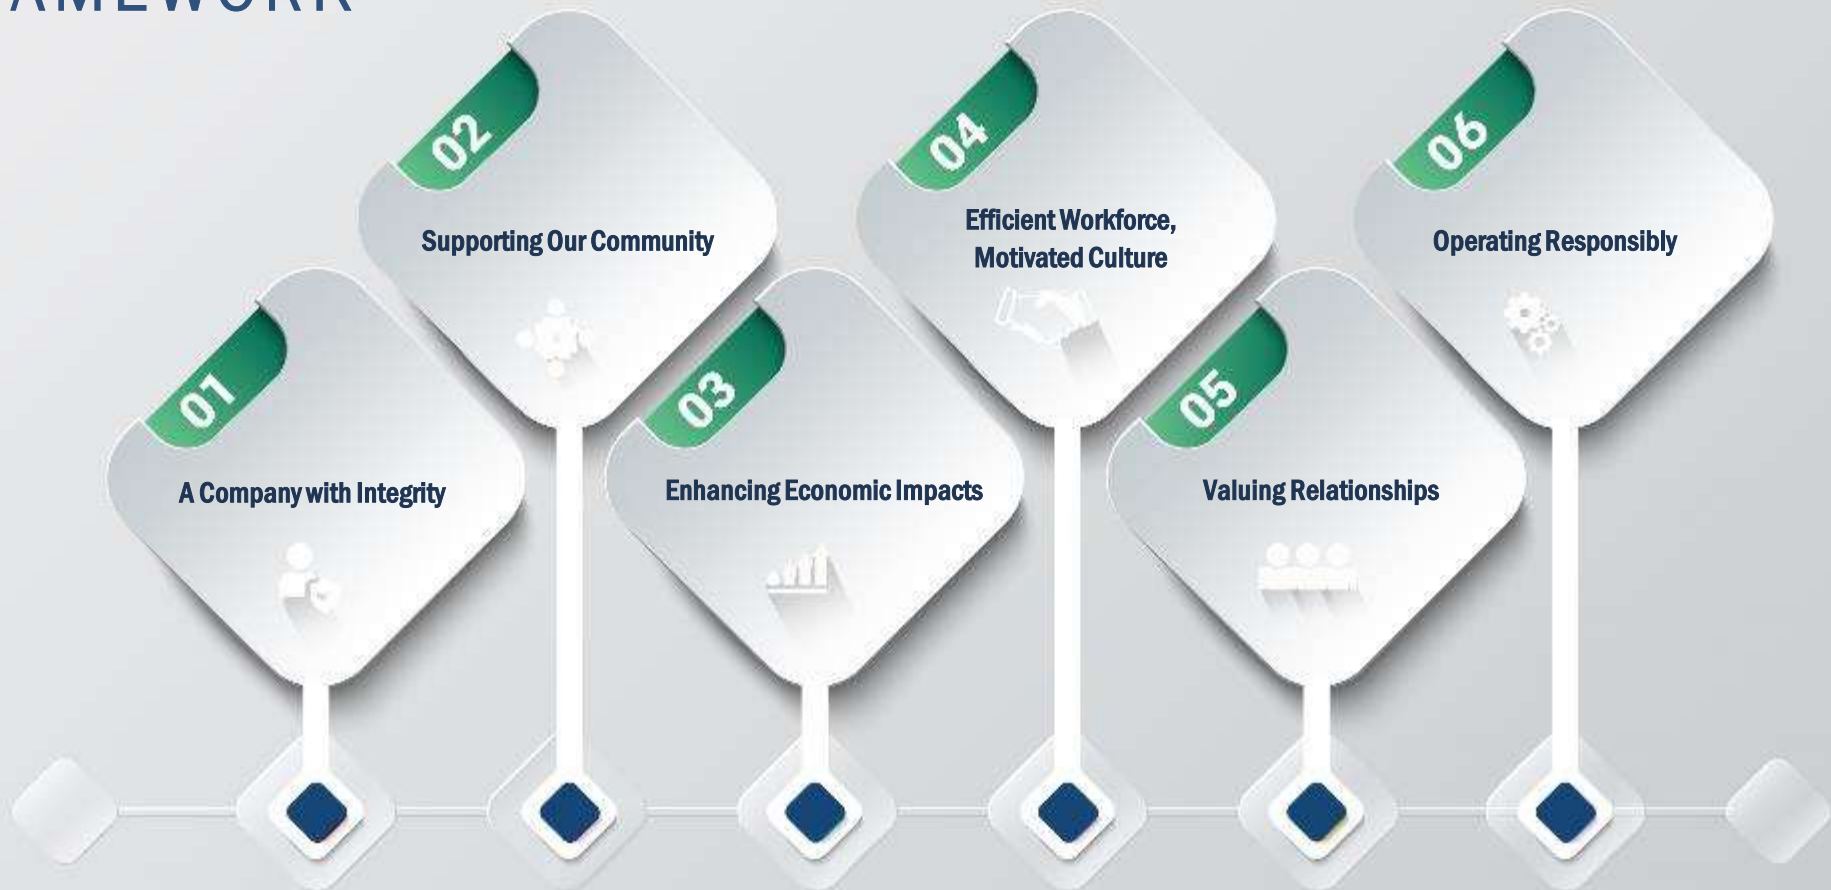 AMEWORK
02
Supporting Our Community
04
Efficient Workforce,
Motivated Culture
06
Operating Responsibly
01
A Company with Integrity
03
Enhancing Economic Impacts
05
Valuing Relationships